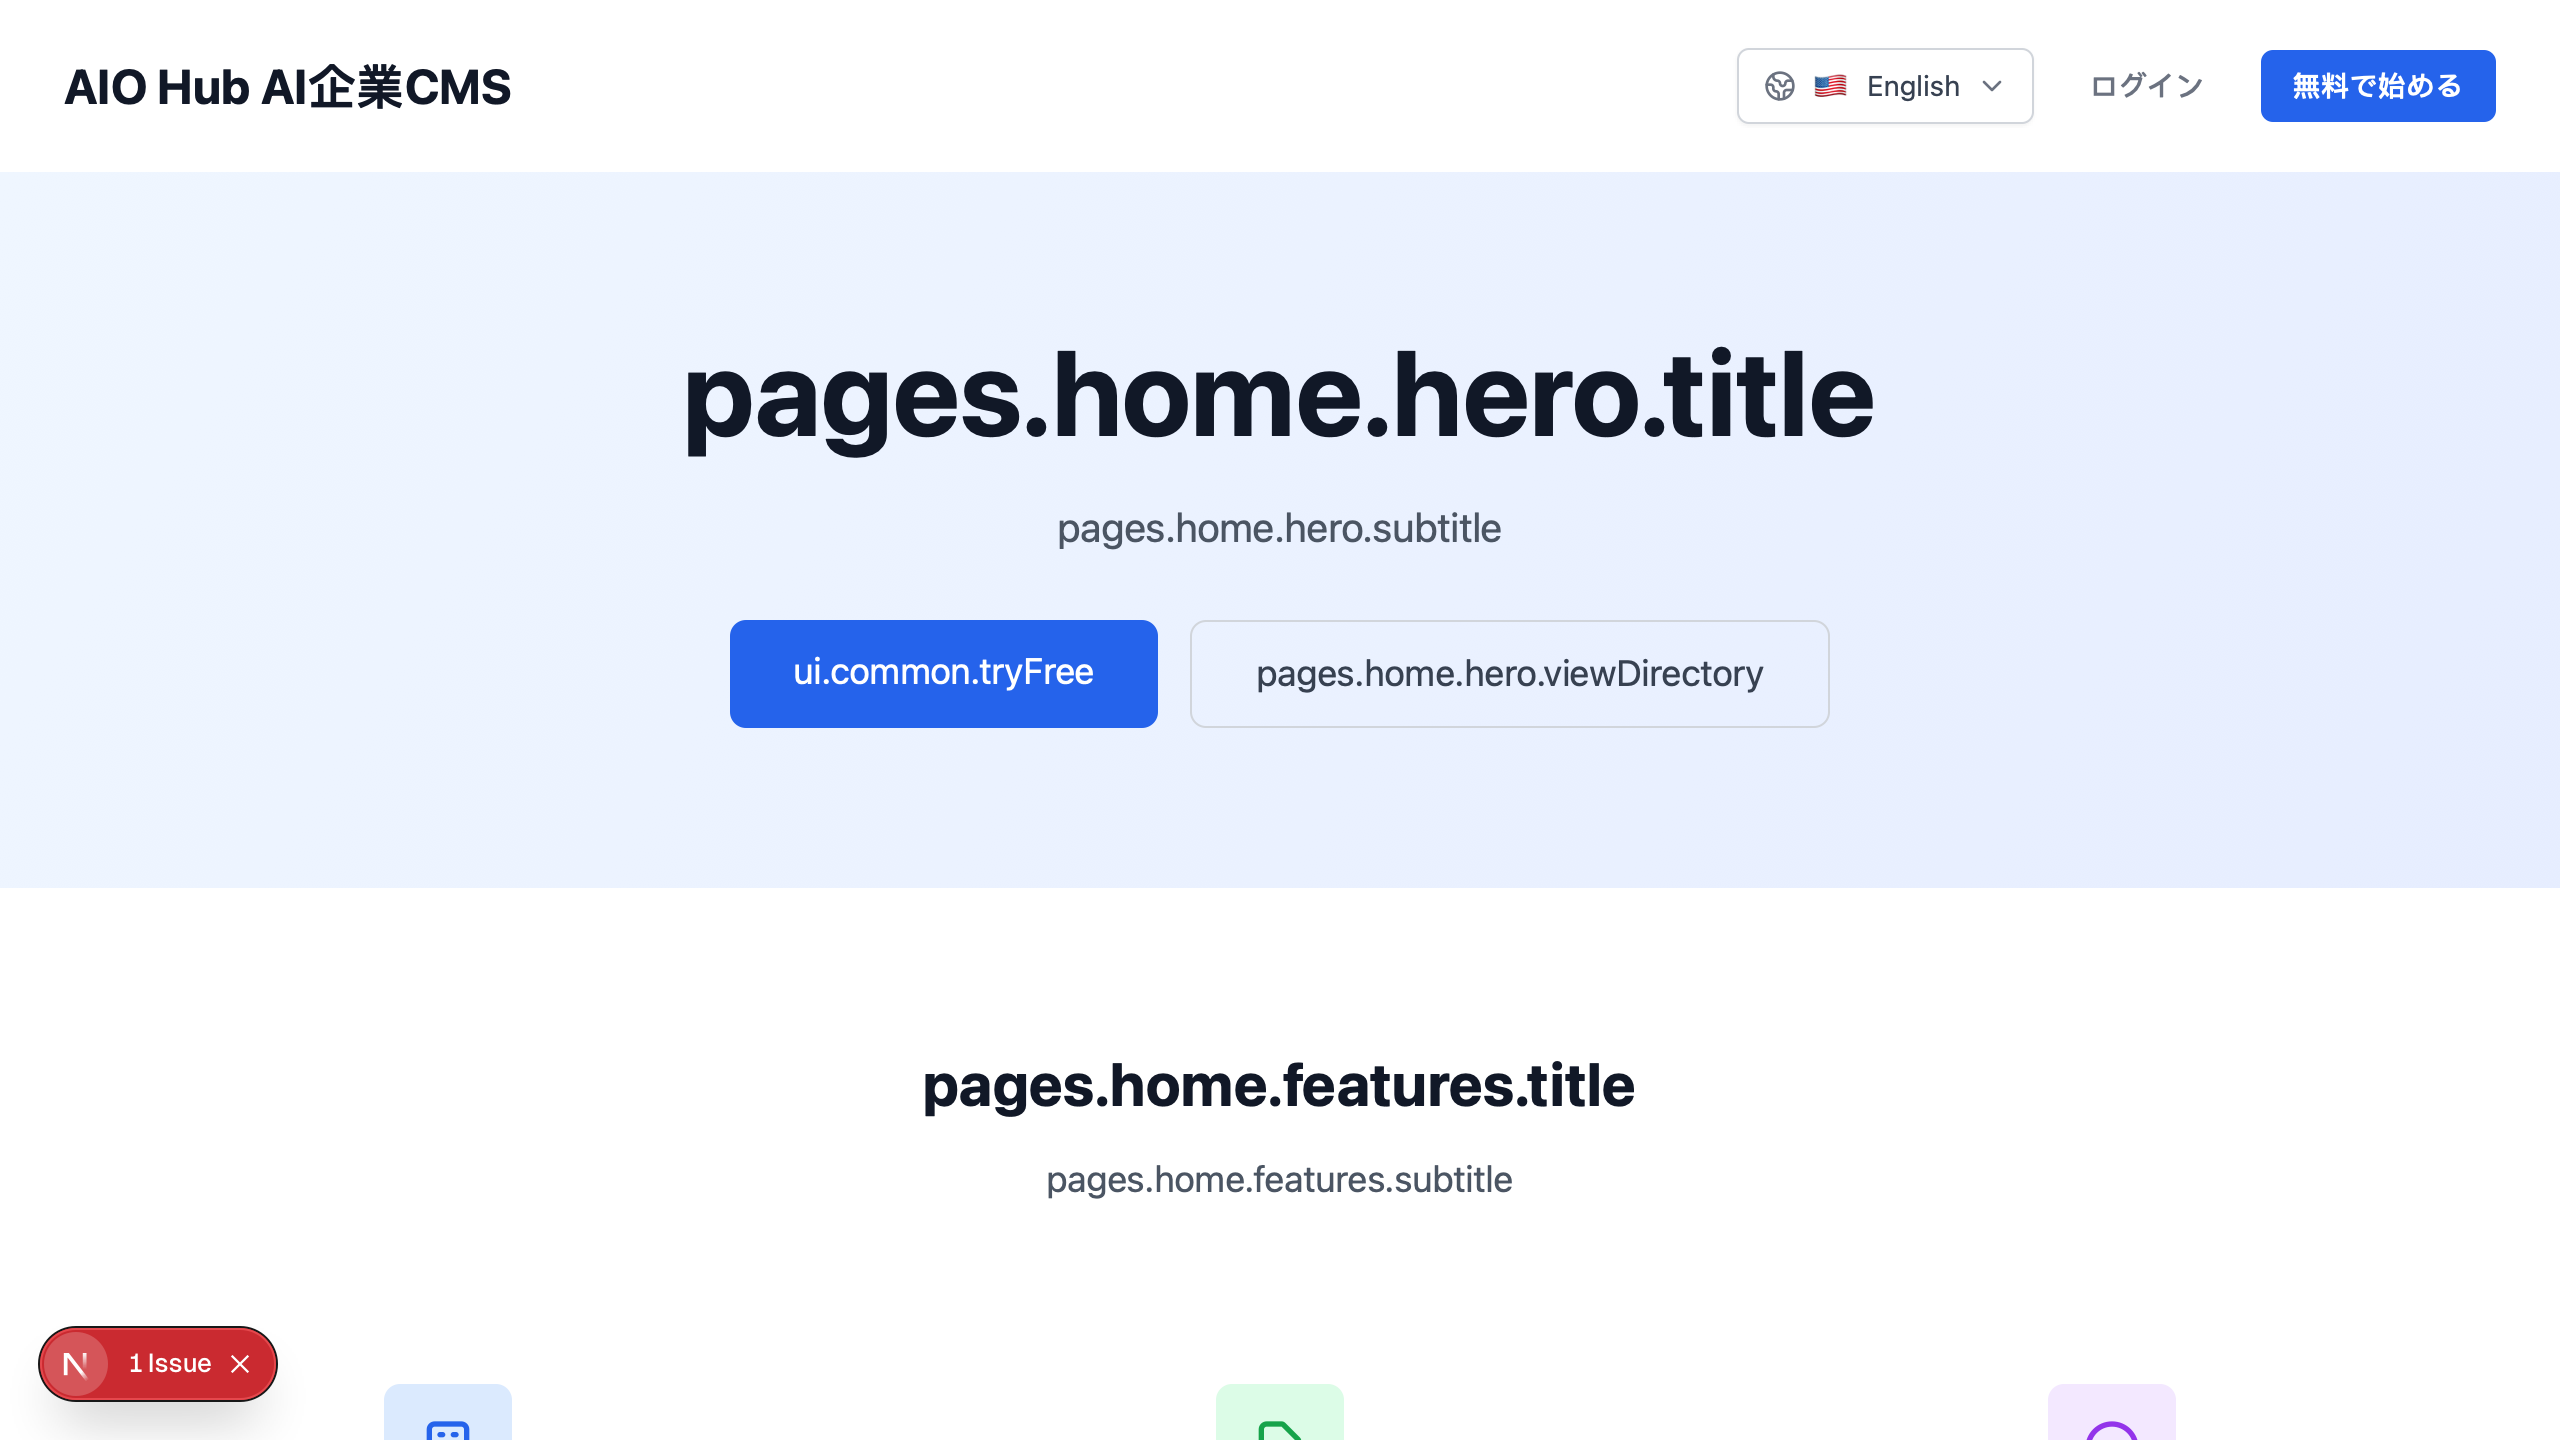 AIO Hub AI企業CMS
🇺🇸 English
ログイン
無料で始める
pages.home.hero.title
pages.home.hero.subtitle
ui.common.tryFree
pages.home.hero.viewDirectory
pages.home.features.title
pages.home.features.subtitle
N 1 Issue